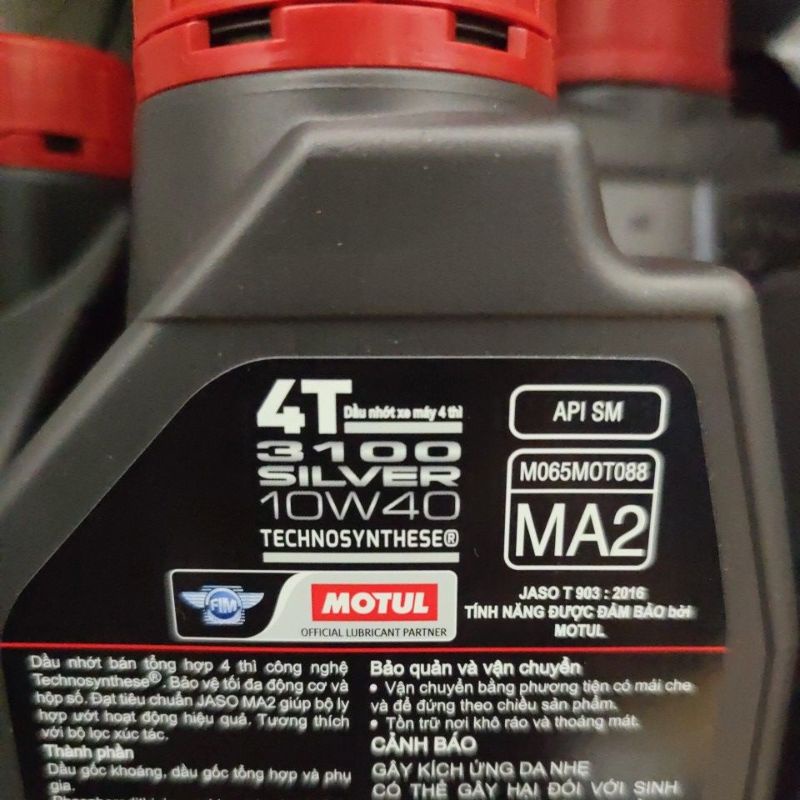 4T Dầu nhớt xe máy 4 thì
3100
SILVER
10W40
TECHNOSYNTHESE®
API SM
M065MOT088
MA2
JASO T 903 : 2016
TÍNH NĂNG ĐƯỢC ĐẢM BẢO bởi
MOTUL
FIM
MOTUL
OFFICIAL LUBRICANT PARTNER
Dầu nhớt bán tổng hợp 4 thì công nghệ
Technosynthese®. Bảo vệ tối đa động cơ và
hộp số. Đạt tiêu chuẩn JASO MA2 giúp bộ ly
hợp ướt hoạt động hiệu quả. Tương thích
với bộ lọc xúc tác.
Thành phần
Dầu gốc khoáng, dầu gốc tổng hợp và phụ
gia.
Bảo quản và vận chuyển
• Vận chuyển bằng phương tiện có mái che
và để đứng theo chiều sản phẩm.
• Tồn trữ nơi khô ráo và thoáng mát.
CẢNH BÁO
GÂY KÍCH ỨNG DA NHẸ
CÓ THỂ GÂY HẠI ĐỐI VỚI SINH